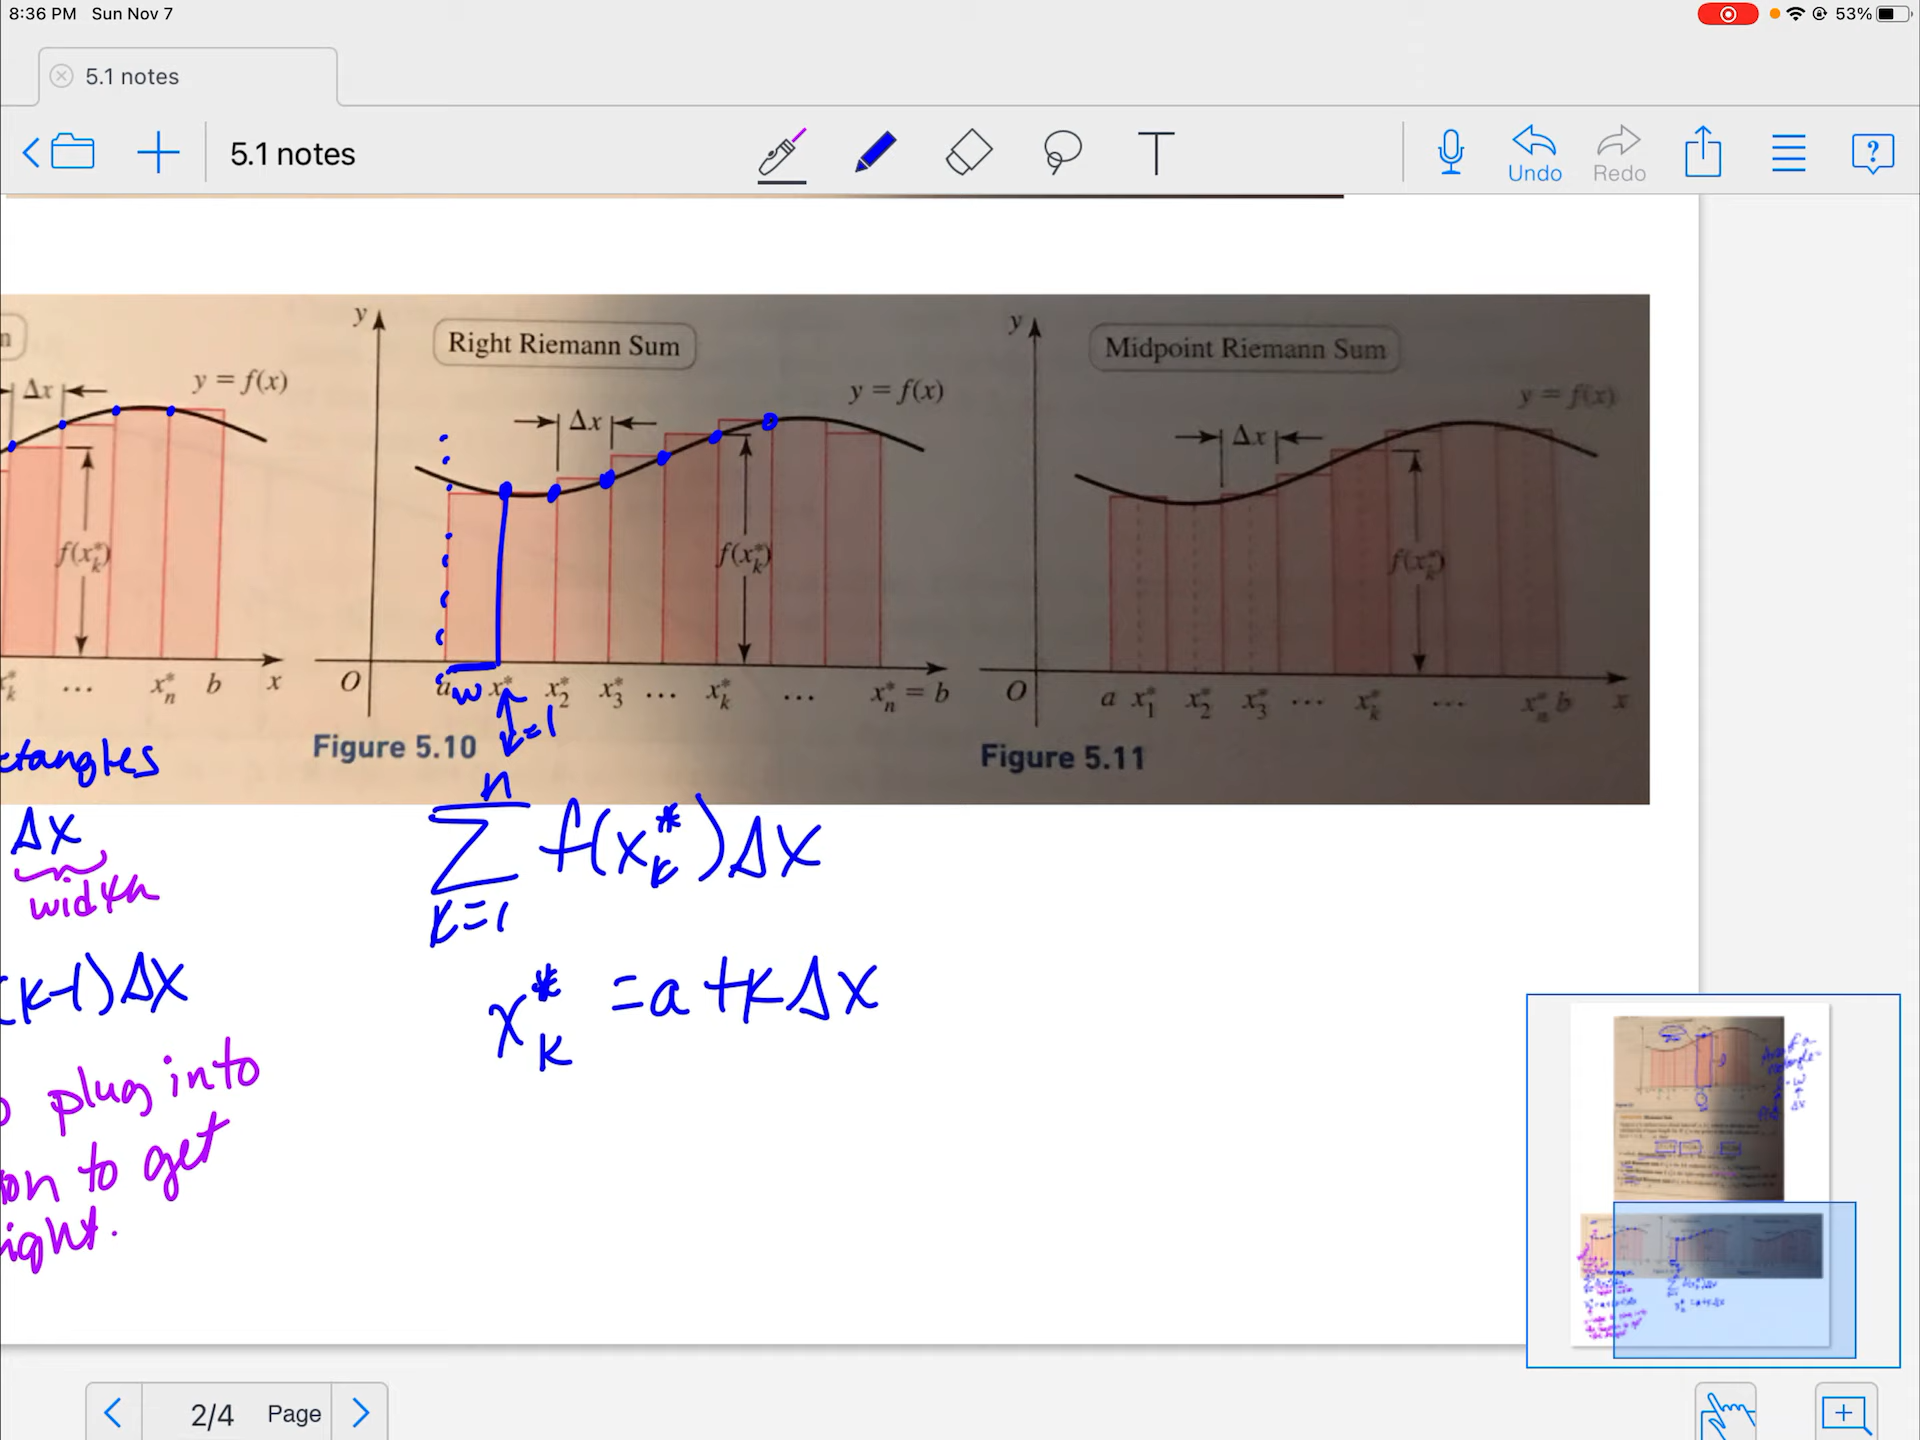 8:36 PM Sun Nov 7
53%
5.1 notes
5.1 notes
Undo
Redo
n
Δx
y = f(x)
f(x*k)
x*k ... x*n b x
y
Right Riemann Sum
y = f(x)
Δx
f(x*k)
O a x* x*2 x*3 ... x*k ... x*n = b
w
=1
Figure 5.10
y
Midpoint Riemann Sum
y = f(x)
Δx
f(x*k)
O a x*1 x*2 x*3 ... x*k ... x*n b x
Figure 5.11
ctangles
Δx
width
(k-1)Δx
plug into
on to get
ight.
n
Σ f(x*k)Δx
k=1
x*k = a + kΔx
2/4 Page